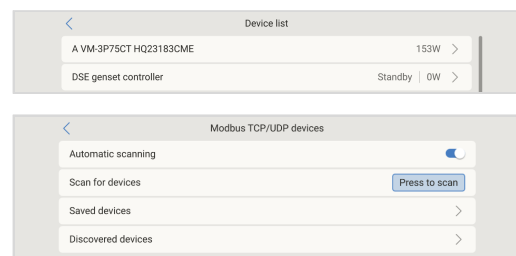 Device list
A VM-3P75CT HQ23183CME 153W
DSE genset controller Standby 0W
Modbus TCP/UDP devices
Automatic scanning
Scan for devices Press to scan
Saved devices
Discovered devices